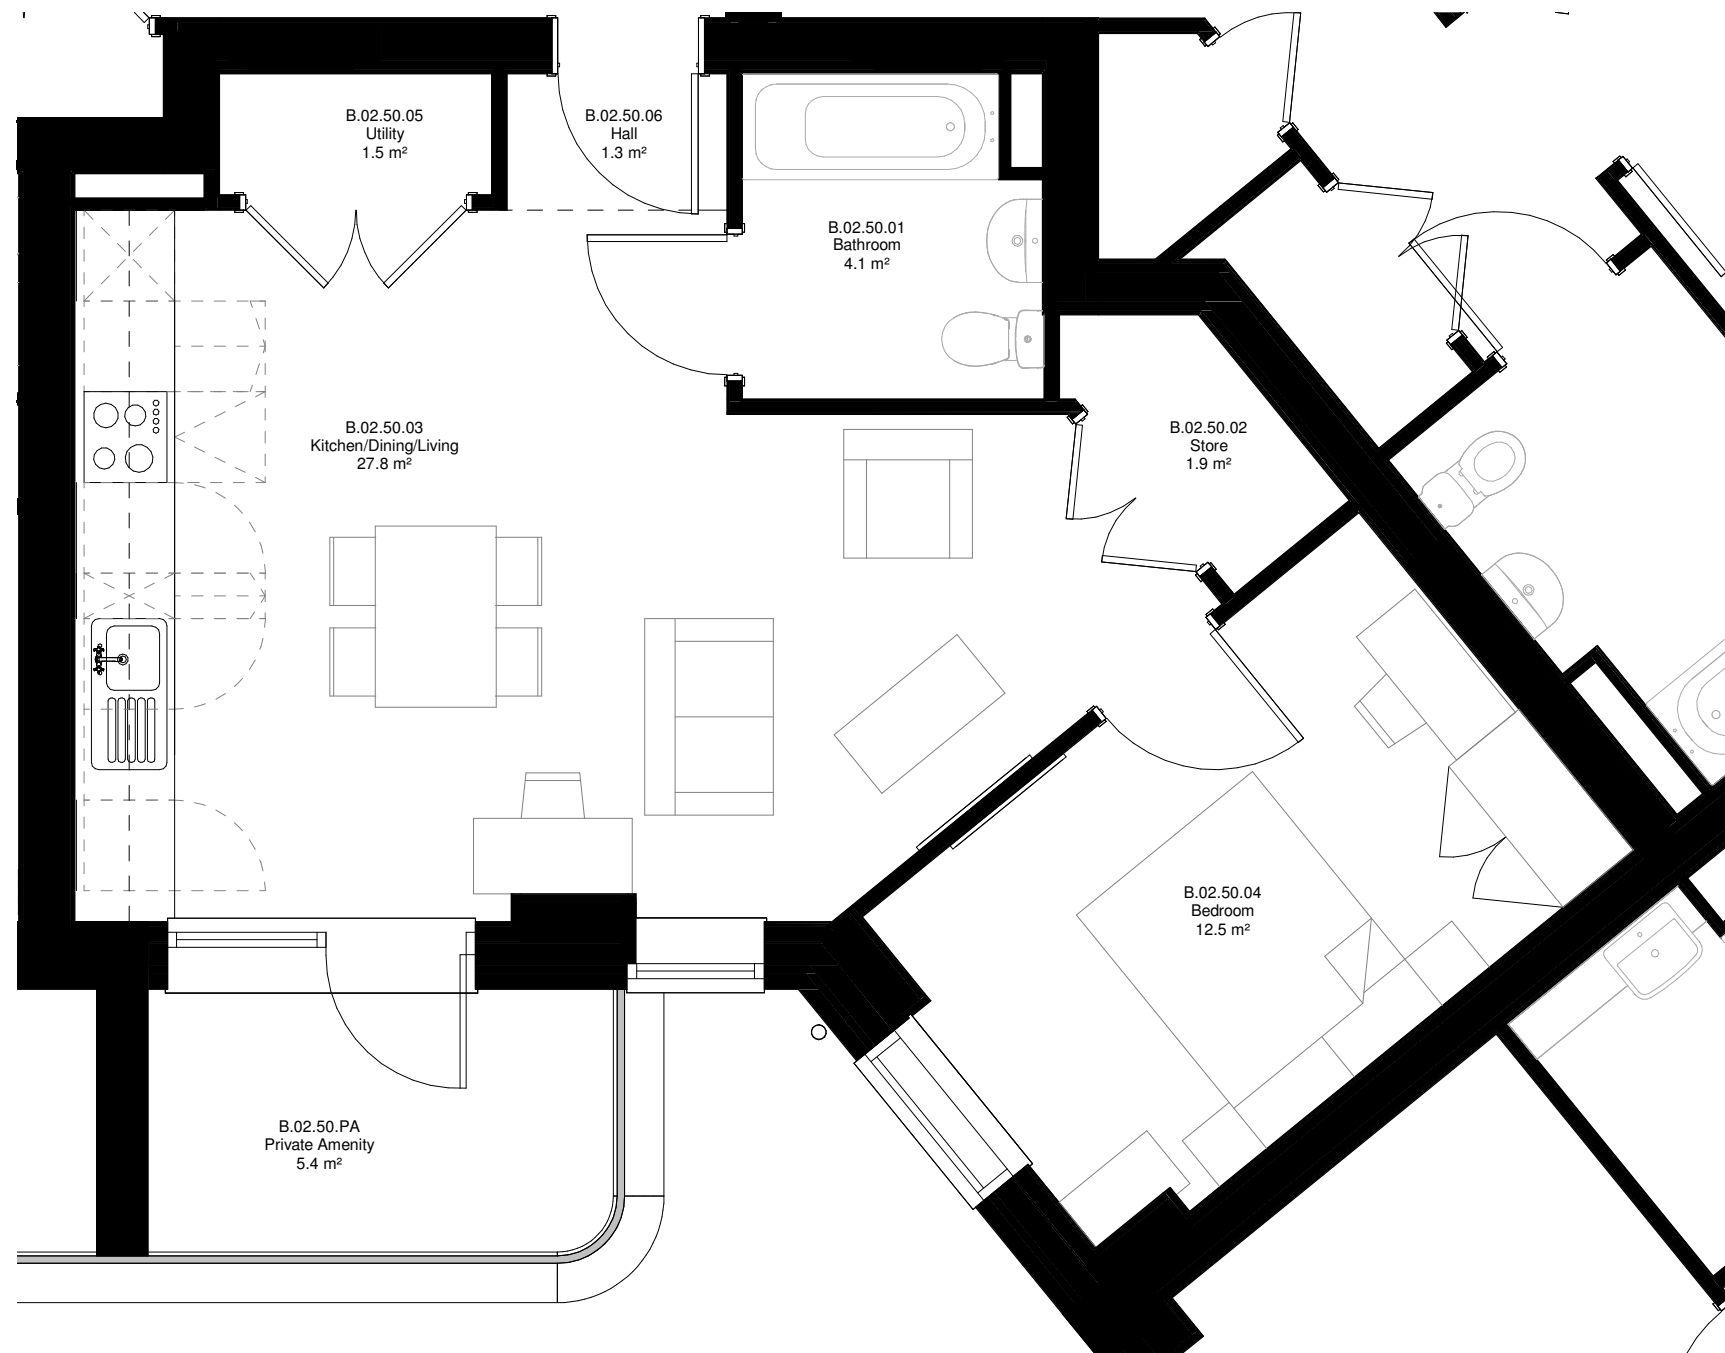 B.02.50.05
Utility
1.5 m²
B.02.50.06
Hall
1.3 m²
B.02.50.01
Bathroom
4.1 m²
B.02.50.03
Kitchen/Dining/Living
27.8 m²
B.02.50.02
Store
1.9 m²
B.02.50.04
Bedroom
12.5 m²
B.02.50.PA
Private Amenity
5.4 m²